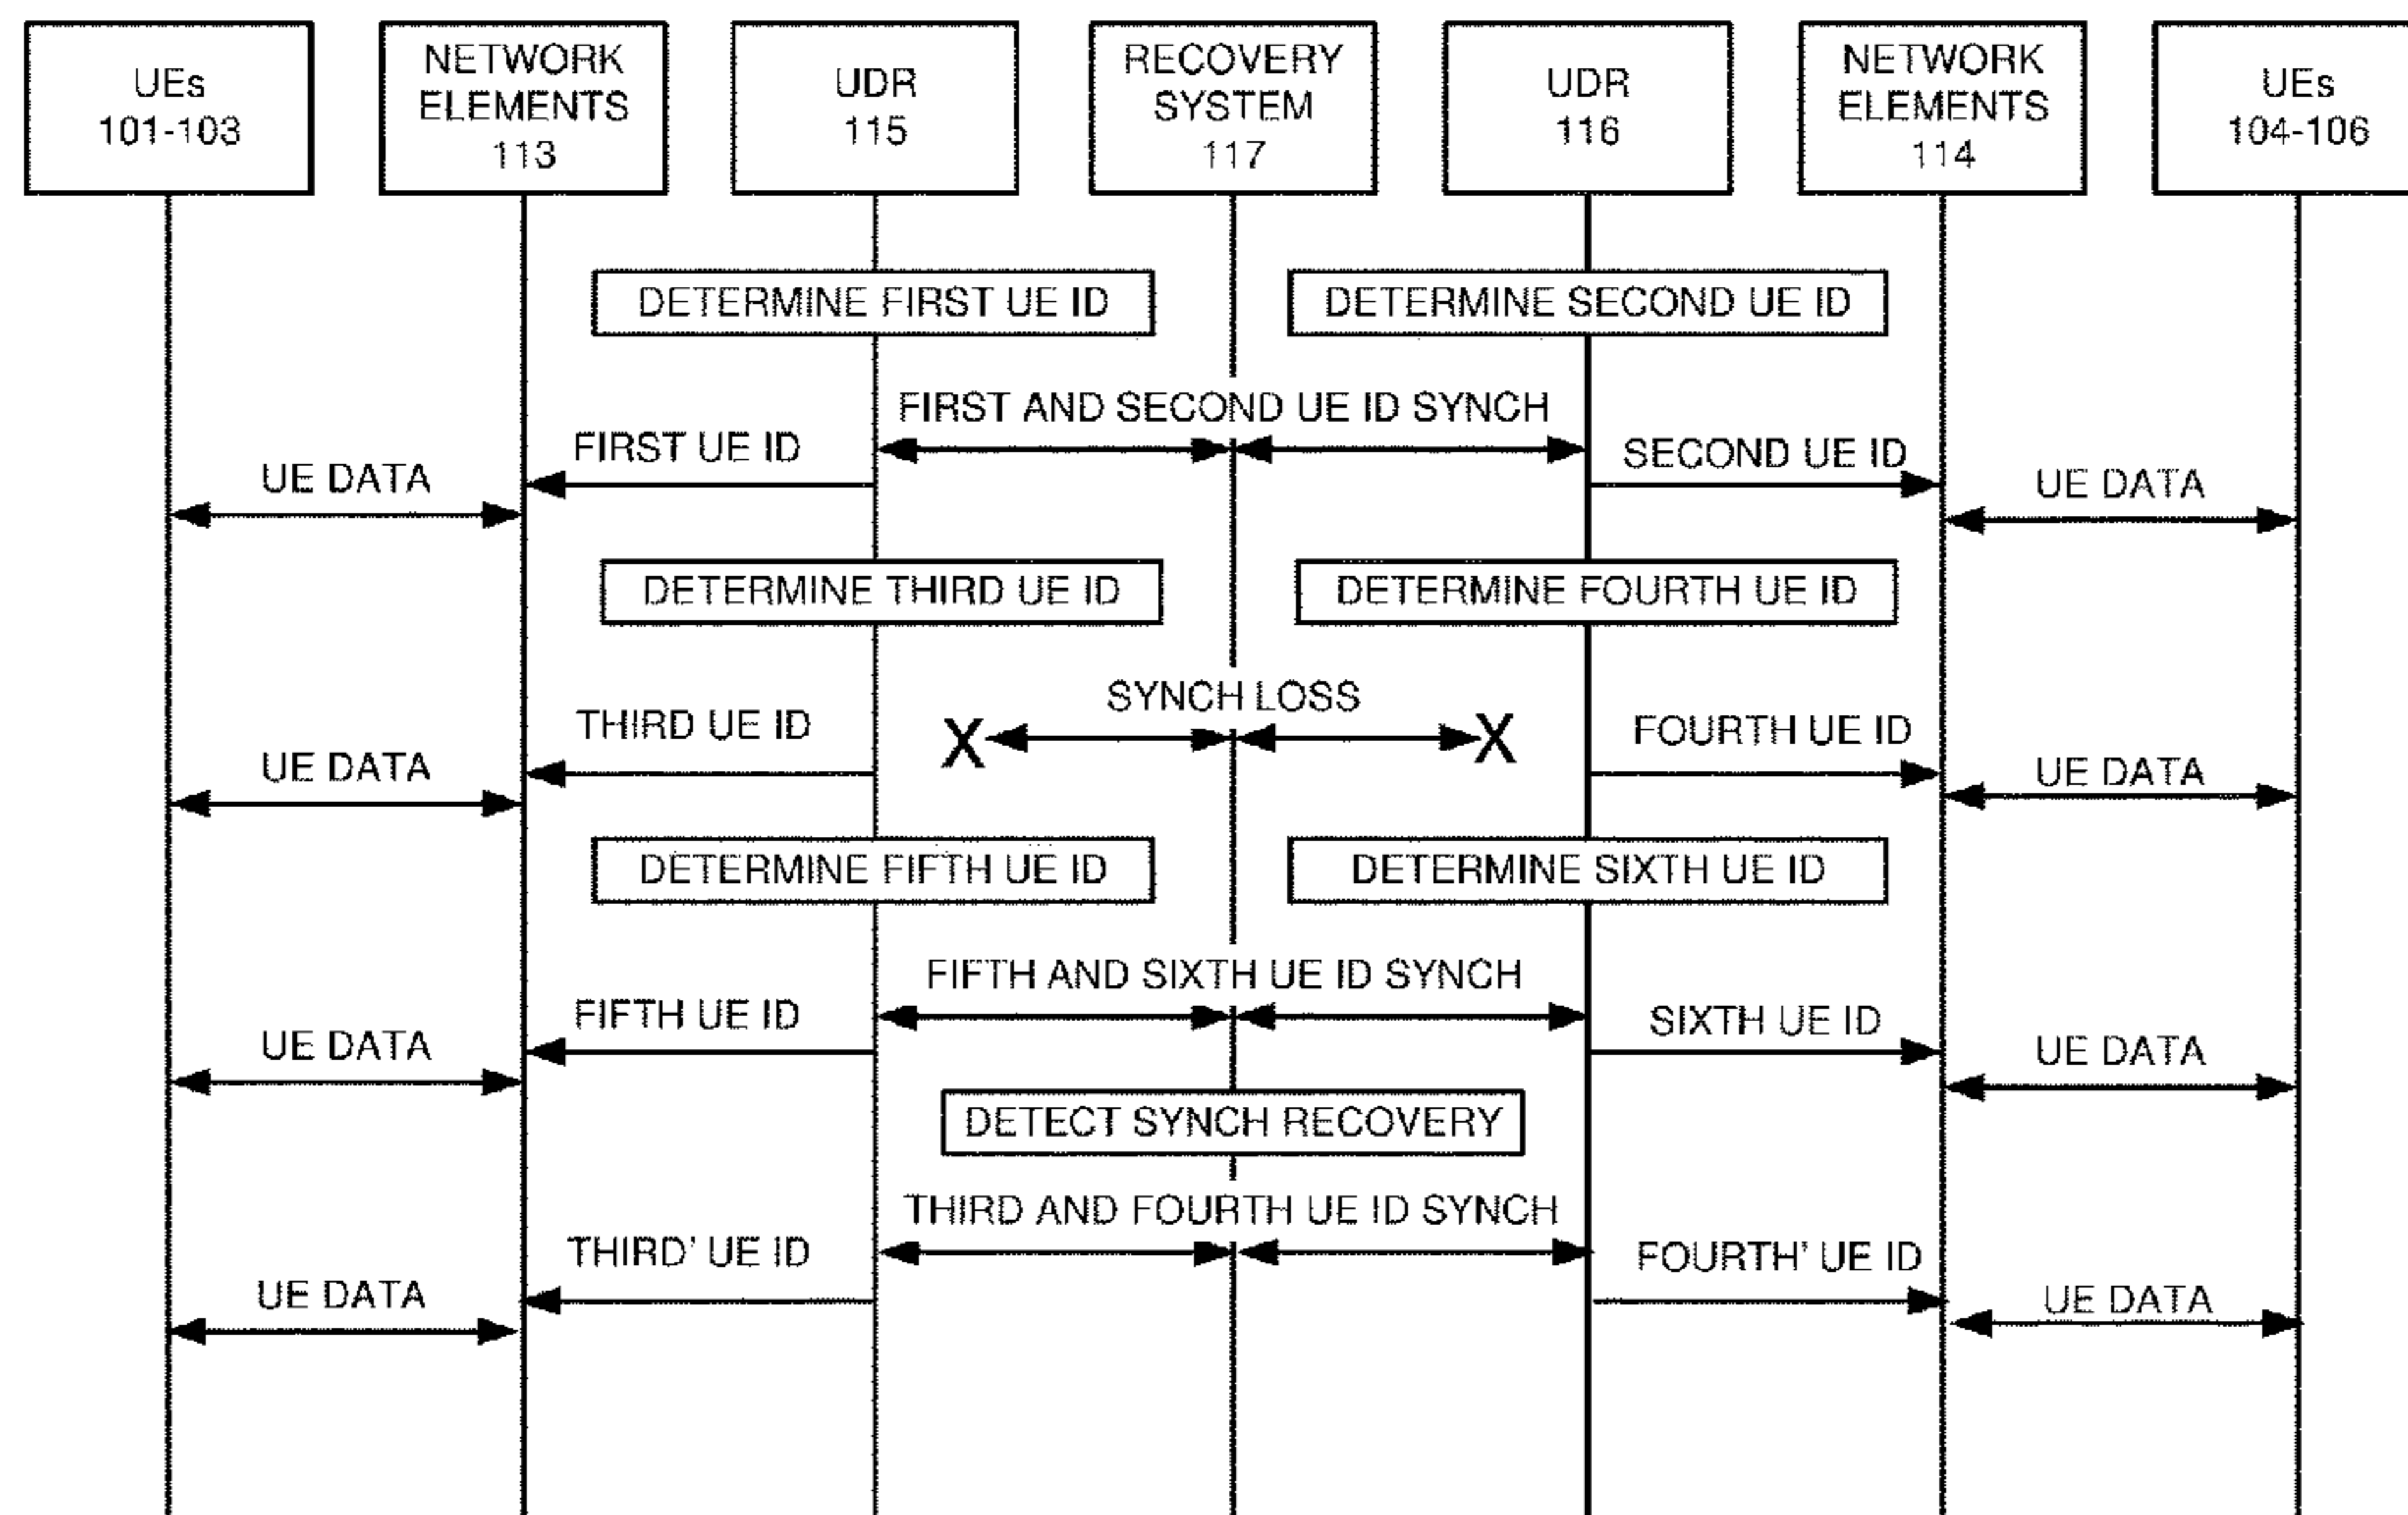 UEs
101-103
NETWORK
ELEMENTS
113
UDR
115
RECOVERY
SYSTEM
117
UDR
116
NETWORK
ELEMENTS
114
UEs
104-106
DETERMINE FIRST UE ID
DETERMINE SECOND UE ID
FIRST AND SECOND UE ID SYNCH
FIRST UE ID
SECOND UE ID
UE DATA
UE DATA
DETERMINE THIRD UE ID
DETERMINE FOURTH UE ID
SYNCH LOSS
X
X
THIRD UE ID
FOURTH UE ID
UE DATA
UE DATA
DETERMINE FIFTH UE ID
DETERMINE SIXTH UE ID
FIFTH AND SIXTH UE ID SYNCH
FIFTH UE ID
SIXTH UE ID
UE DATA
UE DATA
DETECT SYNCH RECOVERY
THIRD AND FOURTH UE ID SYNCH
THIRD' UE ID
FOURTH' UE ID
UE DATA
UE DATA